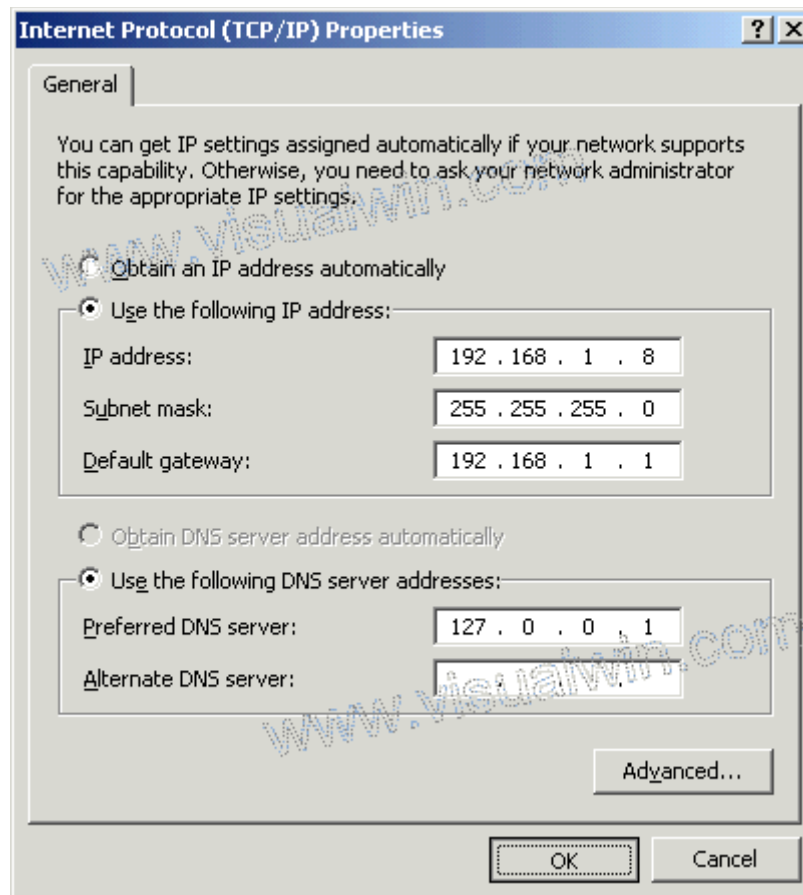 Internet Protocol (TCP/IP) Properties
General
You can get IP settings assigned automatically if your network supports
this capability. Otherwise, you need to ask your network administrator
for the appropriate IP settings.
www.visualwin.com
Obtain an IP address automatically
Use the following IP address:
IP address: 192 . 168 . 1 . 8
Subnet mask: 255 . 255 . 255 . 0
Default gateway: 192 . 168 . 1 . 1
Obtain DNS server address automatically
Use the following DNS server addresses:
Preferred DNS server: 127 . 0 . 0 . 1
Alternate DNS server: . . .
www.visualwin.com
Advanced...
OK Cancel